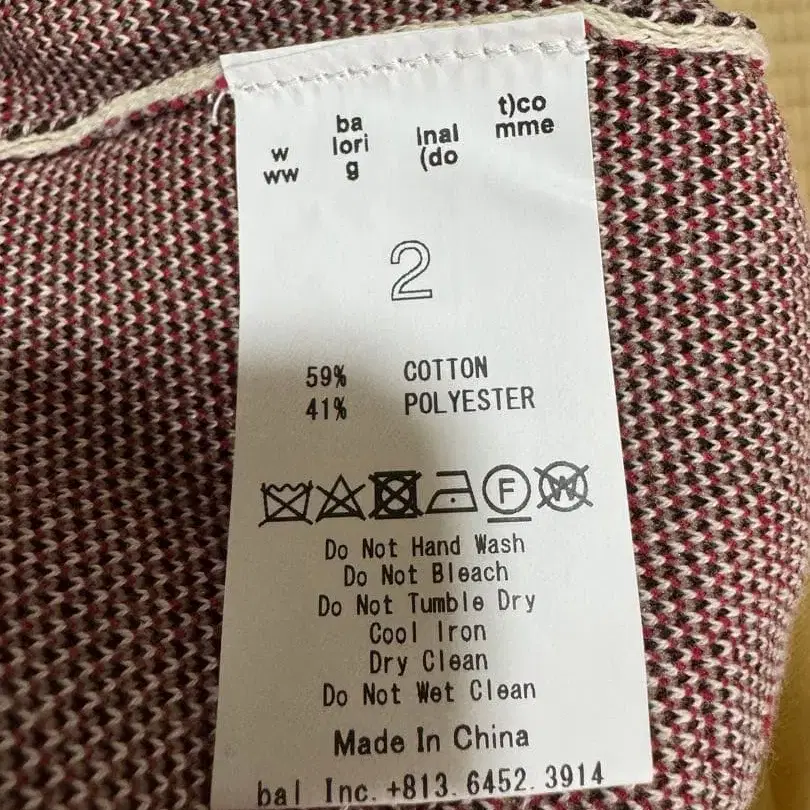 w
ww
ba
lori
g
inal
(do
t)co
mme
2
59% COTTON
41% POLYESTER
F W
Do Not Hand Wash
Do Not Bleach
Do Not Tumble Dry
Cool Iron
Dry Clean
Do Not Wet Clean
Made In China
bal Inc. +813. 6452. 3914